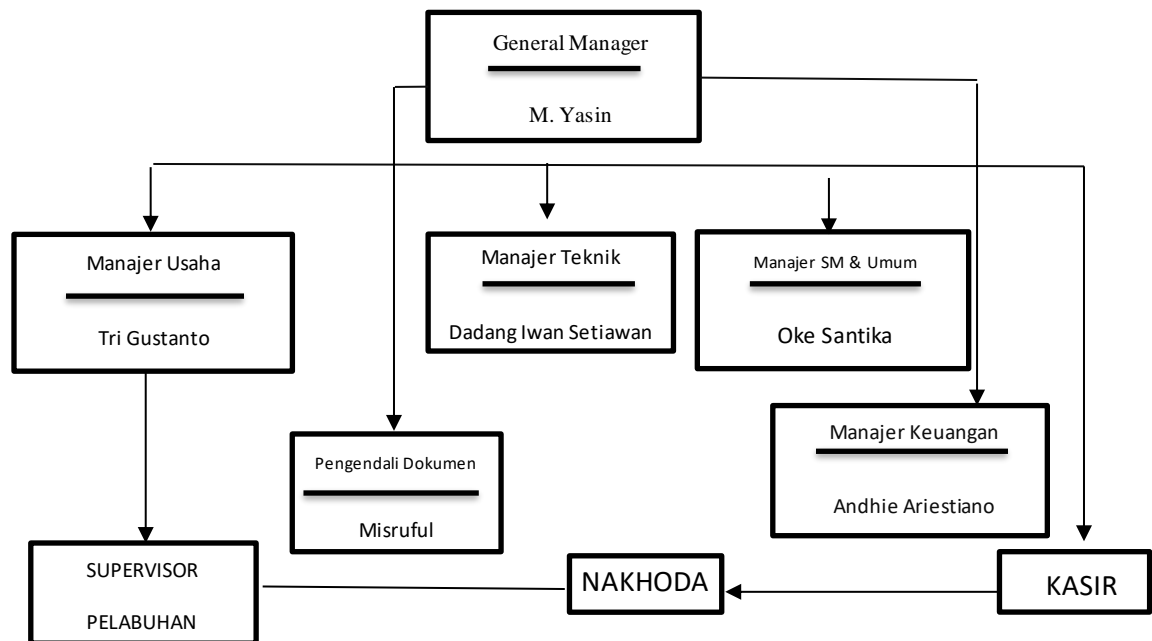 General Manager
M. Yasin
Manajer Usaha
Tri Gustanto
Manajer Teknik
Dadang Iwan Setiawan
Manajer SM & Umum
Oke Santika
Pengendali Dokumen
Misruful
Manajer Keuangan
Andhie Ariestiano
SUPERVISOR
PELABUHAN
NAKHODA
KASIR